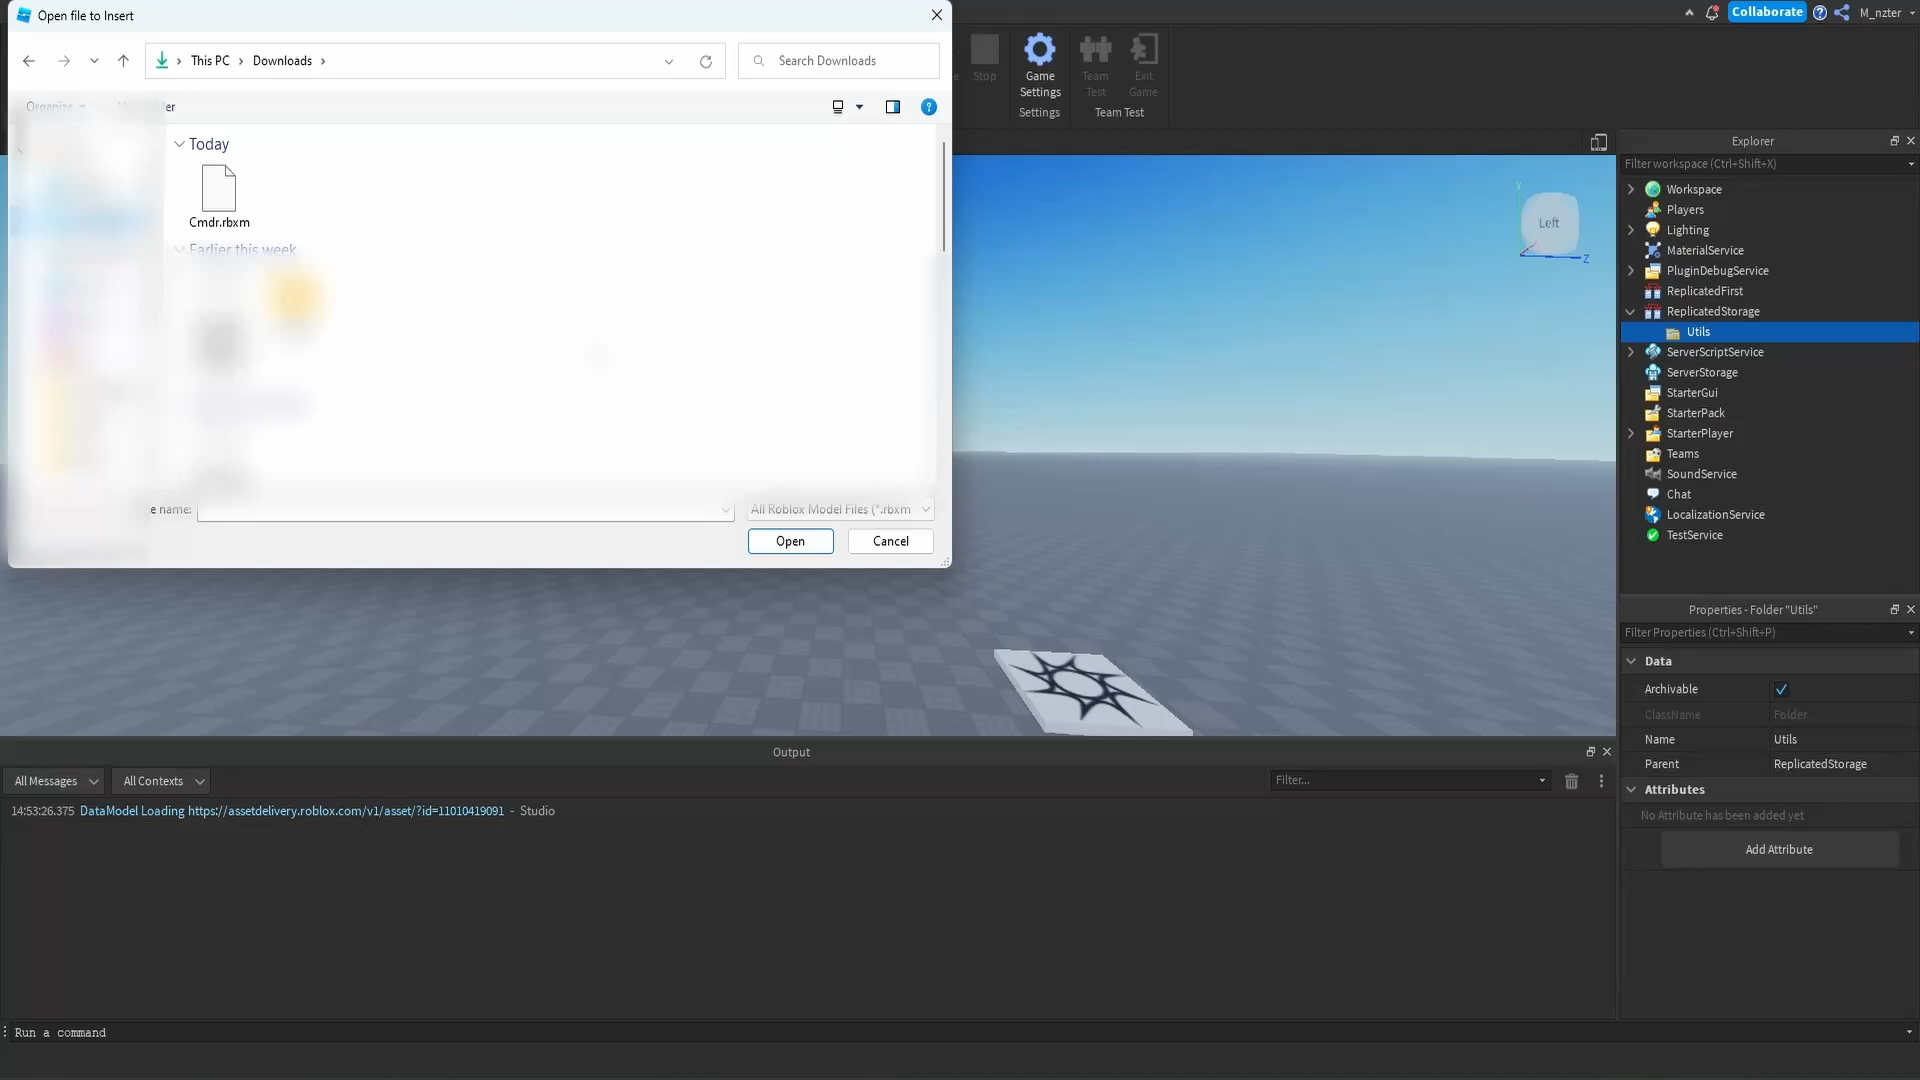 Open file to Insert
This PC
Downloads
Search Downloads
Organize
Today
Cmdr.rbxm
Earlier this week
e name:
All Roblox Model Files (*.rbxm
Open
Cancel
Collaborate
M_nzter
Stop
Game
Settings
Team
Test
Exit
Game
Settings
Team Test
Left
Y
Z
Explorer
Filter workspace (Ctrl+Shift+X)
Workspace
Players
Lighting
MaterialService
PluginDebugService
ReplicatedFirst
ReplicatedStorage
Utils
ServerScriptService
ServerStorage
StarterGui
StarterPack
StarterPlayer
Teams
SoundService
Chat
LocalizationService
TestService
Properties - Folder "Utils"
Filter Properties (Ctrl+Shift+P)
Data
Archivable
ClassName Folder
Name Utils
Parent ReplicatedStorage
Attributes
No Attribute has been added yet
Add Attribute
Output
All Messages
All Contexts
Filter...
14:53:26.375 DataModel Loading https://assetdelivery.roblox.com/v1/asset/?id=11010419091 - Studio
Run a command